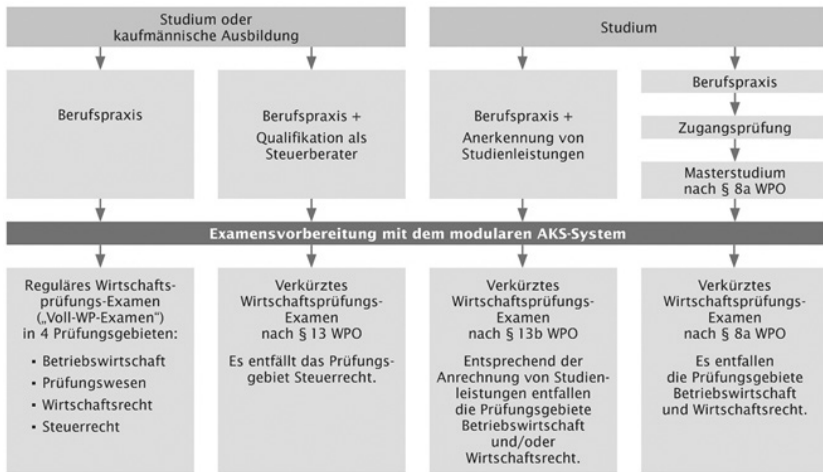 Studium oder
kaufmännische Ausbildung
Studium
Berufspraxis
Berufspraxis +
Qualifikation als
Steuerberater
Berufspraxis +
Anerkennung von
Studienleistungen
Berufspraxis
Zugangsprüfung
Masterstudium
nach § 8a WPO
Examensvorbereitung mit dem modularen AKS-System
Reguläres Wirtschafts-
prüfungs-Examen
(„Voll-WP-Examen“)
in 4 Prüfungsgebieten:
▪ Betriebswirtschaft
▪ Prüfungswesen
▪ Wirtschaftsrecht
▪ Steuerrecht
Verkürztes
Wirtschaftsprüfungs-
Examen
nach § 13 WPO
Es entfällt das Prüfungs-
gebiet Steuerrecht.
Verkürztes
Wirtschaftsprüfungs-
Examen
nach § 13b WPO
Entsprechend der
Anrechnung von Studien-
leistungen entfallen
die Prüfungsgebiete
Betriebswirtschaft
und/oder
Wirtschaftsrecht.
Verkürztes
Wirtschaftsprüfungs-
Examen
nach § 8a WPO
Es entfallen
die Prüfungsgebiete
Betriebswirtschaft
und Wirtschaftsrecht.